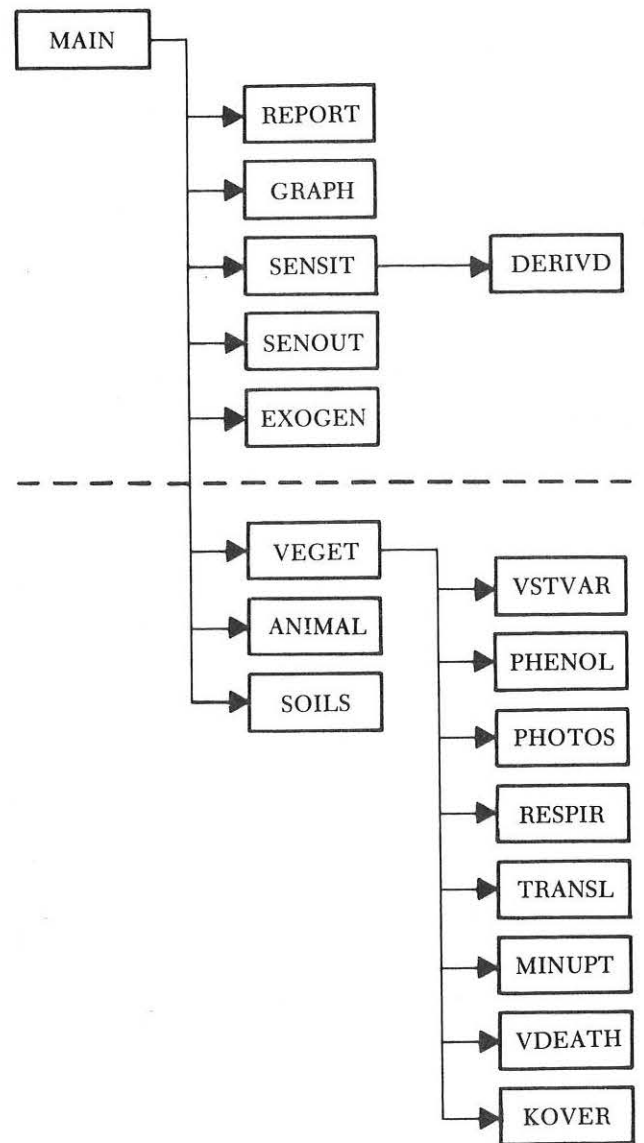 MAIN
REPORT
GRAPH
SENSIT
DERIVD
SENOUT
EXOGEN
VEGET
VSTVAR
ANIMAL
PHENOL
SOILS
PHOTOS
RESPIR
TRANSL
MINUPT
VDEATH
KOVER